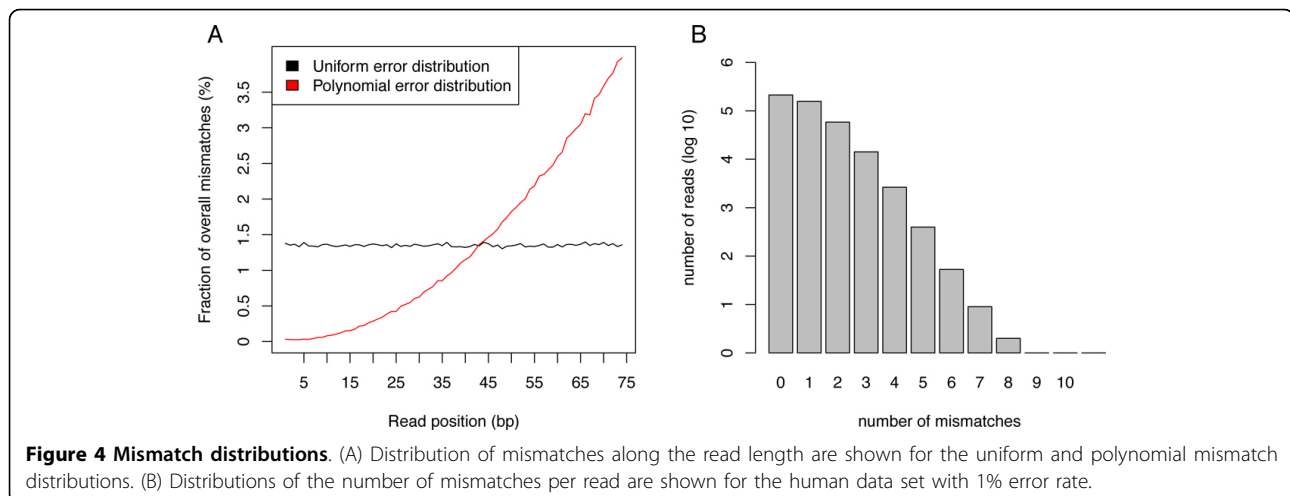 A
Uniform error distribution
Polynomial error distribution
Fraction of overall mismatches (%)
3.5
3
2.5
2
1.5
1
0.5
0
5 15 25 35 45 55 65 75
Read position (bp)
B
number of reads (log 10)
6
5
4
3
2
1
0
0 1 2 3 4 5 6 7 8 9 10
number of mismatches
Figure 4 Mismatch distributions. (A) Distribution of mismatches along the read length are shown for the uniform and polynomial mismatch
distributions. (B) Distributions of the number of mismatches per read are shown for the human data set with 1% error rate.